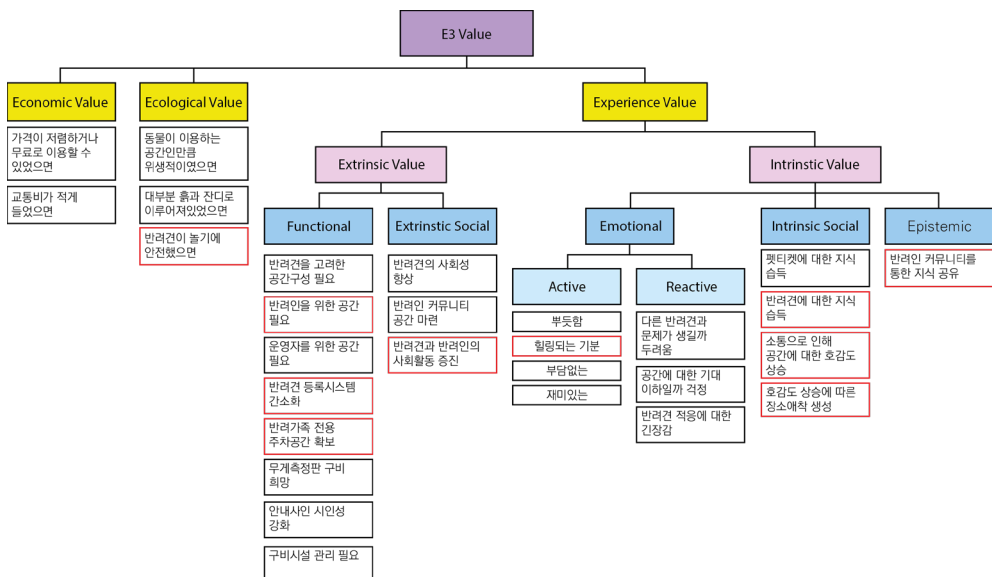 E3 Value
Economic Value
Ecological Value
Experience Value
가격이 저렴하거나
무료로 이용할 수
있었으면
교통비가 적게
들었으면
동물이 이용하는
공간인만큼
위생적이였으면
대부분 흙과 잔디로
이루어져있었으면
반려견이 놀기에
안전했으면
Extrinsic Value
Intrinstic Value
Functional
Extrinstic Social
Emotional
Intrinsic Social
Epistemic
반려견을 고려한
공간구성 필요
반려인을 위한 공간
필요
운영자를 위한 공간
필요
반려견 등록시스템
간소화
반려가족 전용
주차공간 확보
무게측정판 구비
희망
안내사인 시인성
강화
구비시설 관리 필요
반려견의 사회성
향상
반려인 커뮤니티
공간 마련
반려견과 반려인의
사회활동 증진
Active
Reactive
뿌듯함
힐링되는 기분
부담없는
재미있는
다른 반려견과
문제가 생길까
두려움
공간에 대한 기대
이하일까 걱정
반려견 적응에 대한
긴장감
펫티켓에 대한 지식
습득
반려견에 대한 지식
습득
소통으로 인해
공간에 대한 호감도
상승
호감도 상승에 따른
장소애착 생성
반려인 커뮤니티를
통한 지식 공유